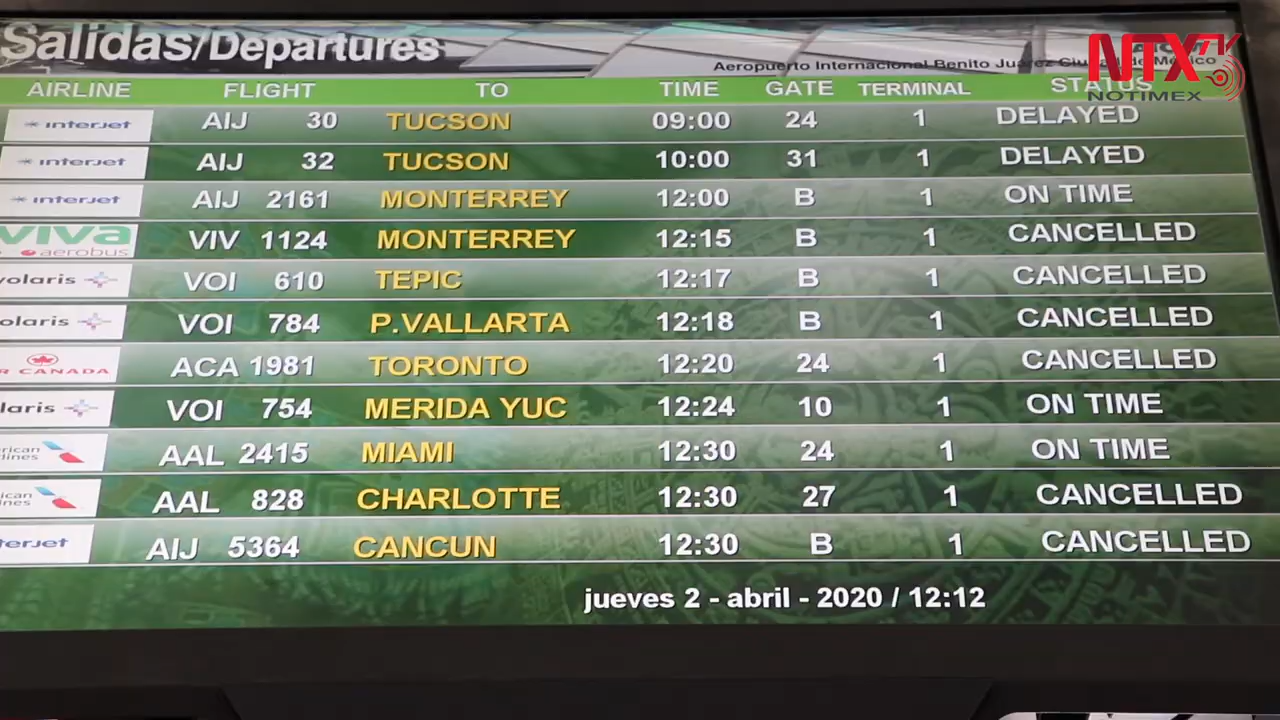 Salidas/Departures
Aeropuerto Internacional Benito Juárez Ciudad de México
NTX TV
NOTIMEX
AIRLINE FLIGHT TO TIME GATE TERMINAL STATUS
interjet AIJ 30 TUCSON 09:00 24 1 DELAYED
interjet AIJ 32 TUCSON 10:00 31 1 DELAYED
interjet AIJ 2161 MONTERREY 12:00 B 1 ON TIME
viva aerobus VIV 1124 MONTERREY 12:15 B 1 CANCELLED
volaris VOI 610 TEPIC 12:17 B 1 CANCELLED
olaris VOI 784 P.VALLARTA 12:18 B 1 CANCELLED
R CANADA ACA 1981 TORONTO 12:20 24 1 CANCELLED
laris VOI 754 MERIDA YUC 12:24 10 1 ON TIME
rican lines AAL 2415 MIAMI 12:30 24 1 ON TIME
ican nes AAL 828 CHARLOTTE 12:30 27 1 CANCELLED
terjet AIJ 5364 CANCUN 12:30 B 1 CANCELLED
jueves 2 - abril - 2020 / 12:12